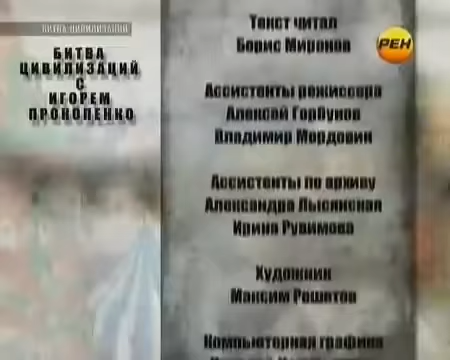 БИТВА ЦИВИЛИЗАЦИЙ
БИТВА
ЦИВИЛИЗАЦИЙ
С
ИГОРЕМ
ПРОКОПЕНКО
Текст читал
Борис Миронов
РЕН
Ассистенты режиссера
Алексей Горбунов
Владимир Мордовин
Ассистенты по архиву
Александра Лысянская
Ирина Рувимова
Художник
Максим Решетов
Компьютерная графика